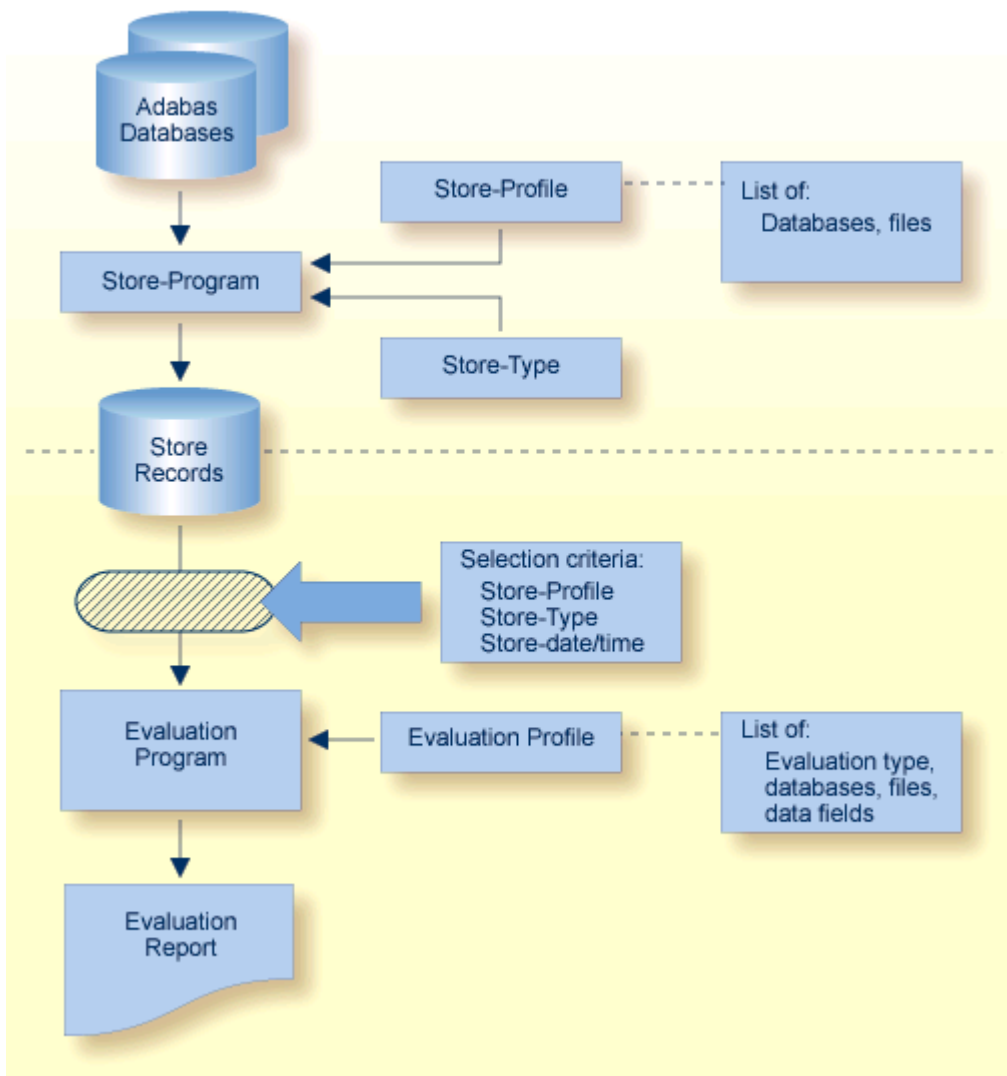 Adabas
Databases
Store-Profile
List of:
Databases, files
Store-Program
Store-Type
Store
Records
Selection criteria:
Store-Profile
Store-Type
Store-date/time
Evaluation
Program
Evaluation Profile
List of:
Evaluation type,
databases, files,
data fields
Evaluation
Report